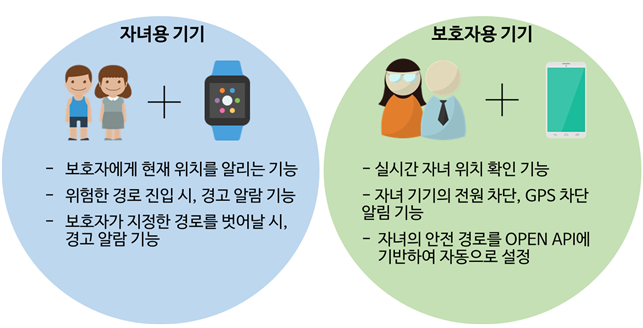 자녀용 기기
- 보호자에게 현재 위치를 알리는 기능
- 위험한 경로 진입 시, 경고 알람 기능
- 보호자가 지정한 경로를 벗어날 시,
경고 알람 기능
보호자용 기기
- 실시간 자녀 위치 확인 기능
- 자녀 기기의 전원 차단, GPS 차단
알림 기능
- 자녀의 안전 경로를 OPEN API에
기반하여 자동으로 설정